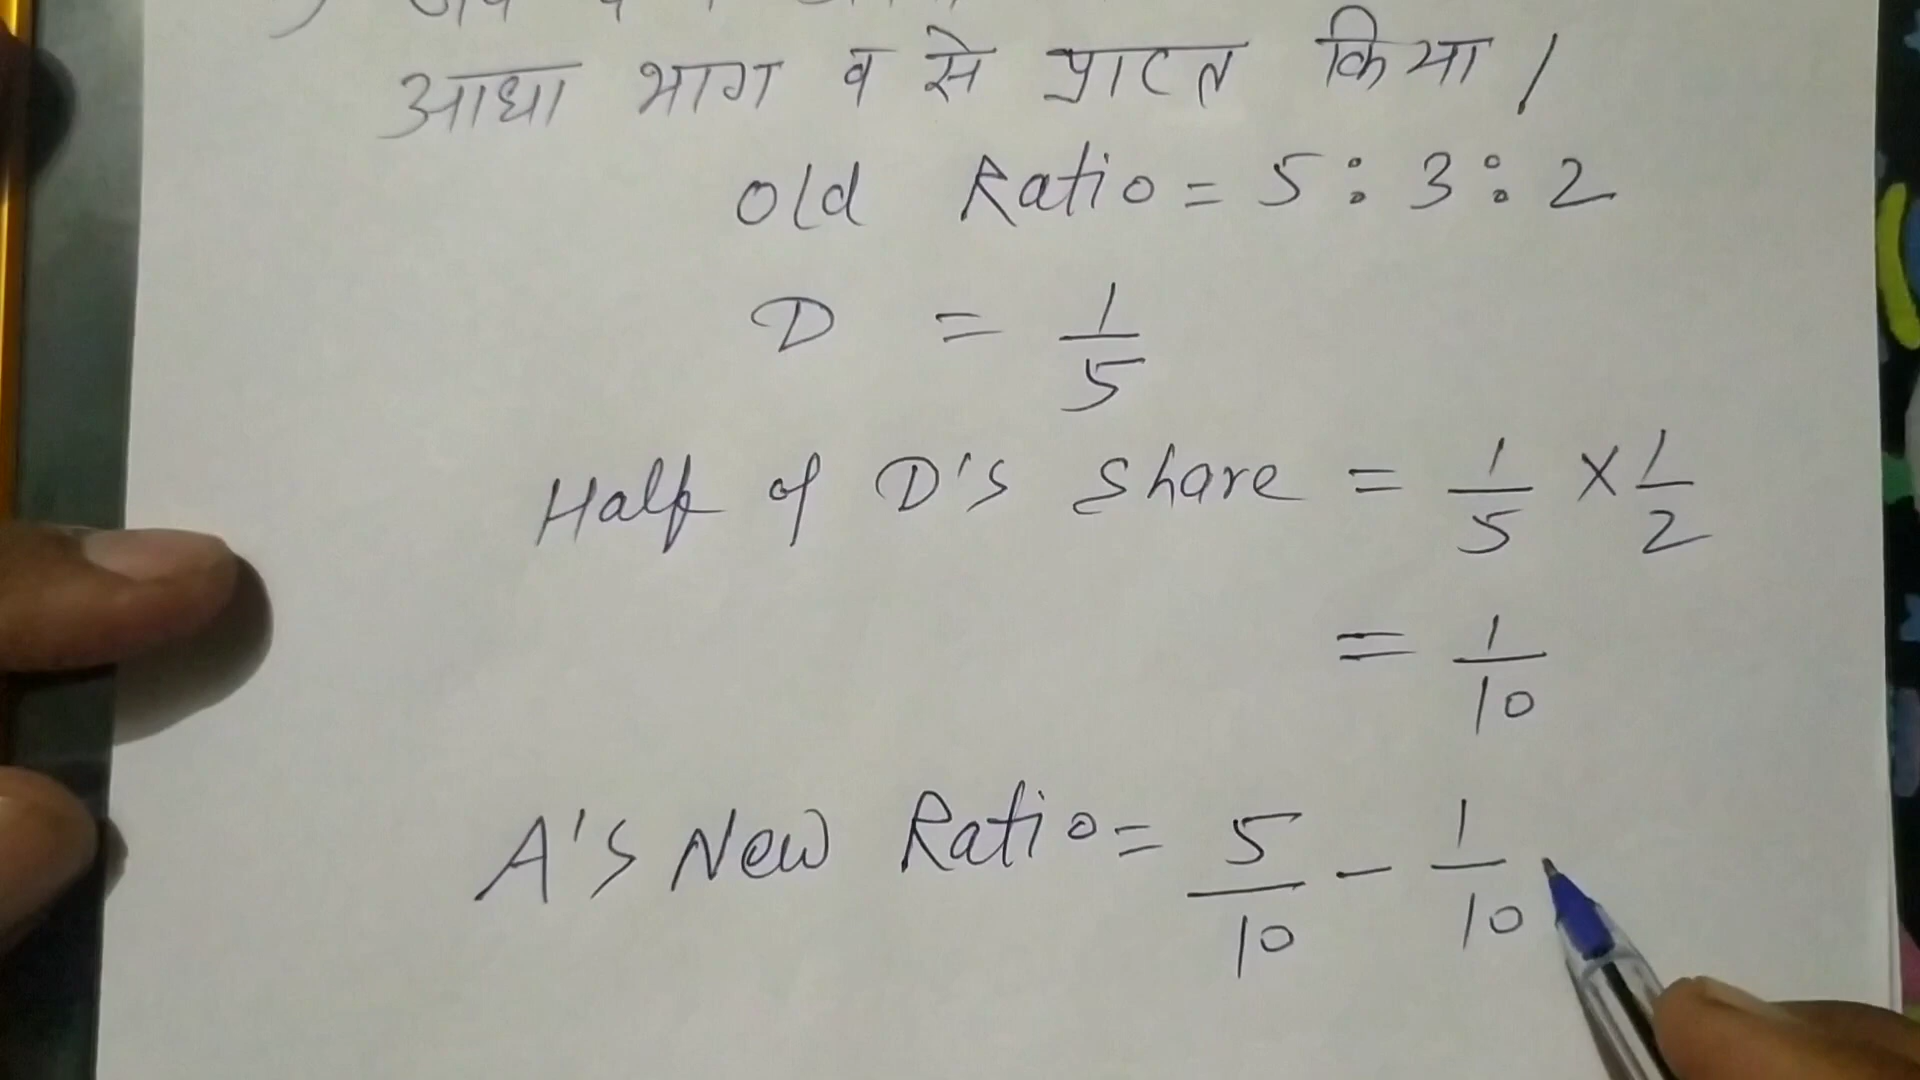 आधा भाग व से प्राप्त किया।
Old Ratio = 5 : 3 : 2
D = 1/5
Half of D's Share = 1/5 × 1/2
= 1/10
A's New Ratio = 5/10 - 1/10